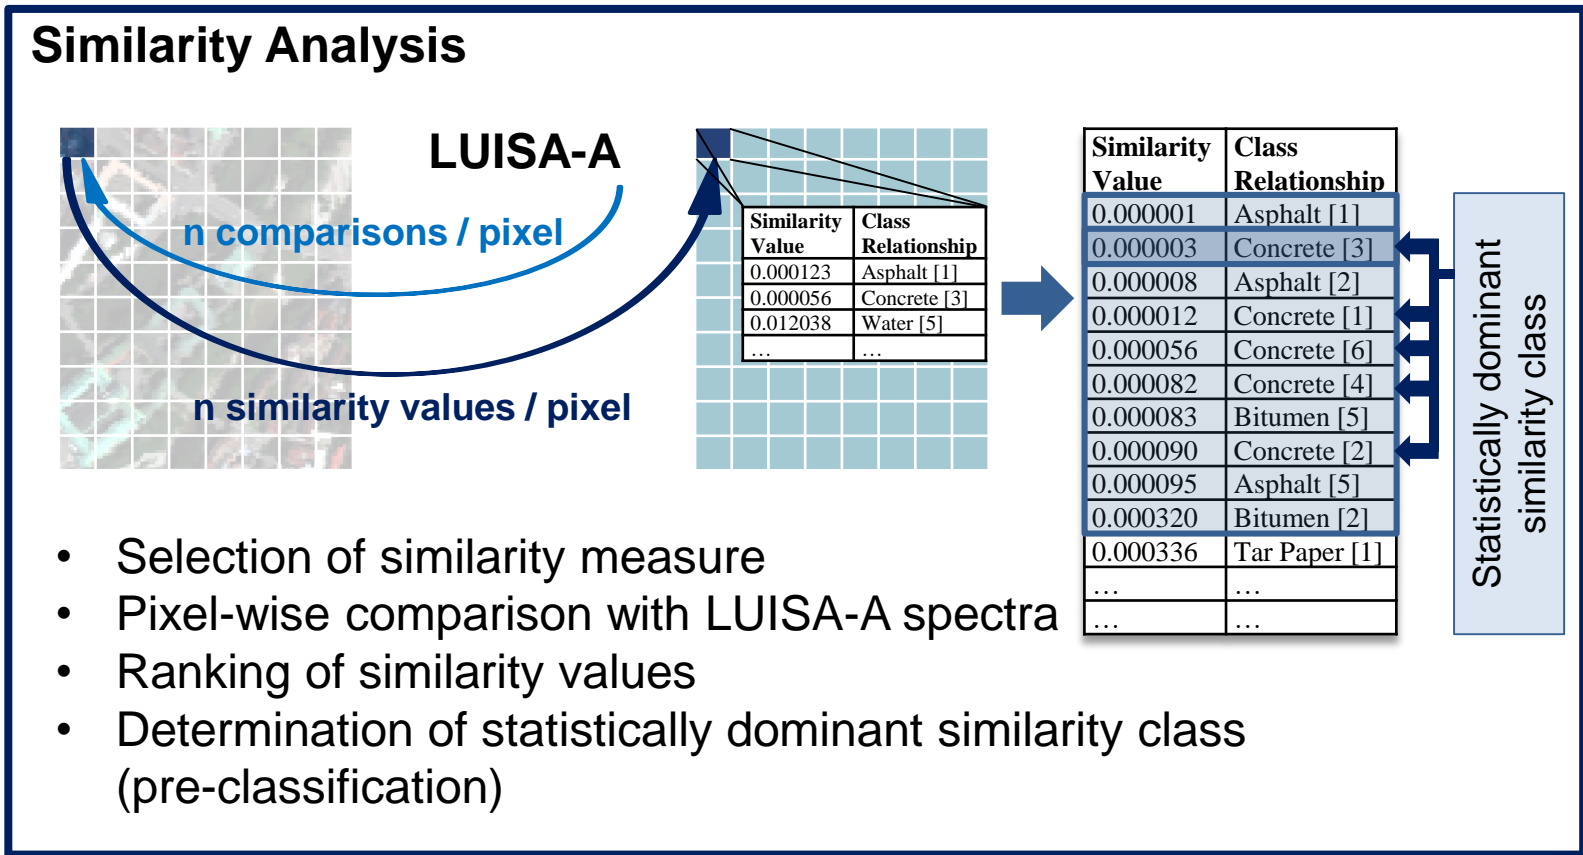 Similarity Analysis
LUISA-A
n comparisons / pixel
n similarity values / pixel
Similarity Value Class Relationship
0.000123 Asphalt [1]
0.000056 Concrete [3]
0.012038 Water [5]
… …
Similarity Value Class Relationship
0.000001 Asphalt [1]
0.000003 Concrete [3]
0.000008 Asphalt [2]
0.000012 Concrete [1]
0.000056 Concrete [6]
0.000082 Concrete [4]
0.000083 Bitumen [5]
0.000090 Concrete [2]
0.000095 Asphalt [5]
0.000320 Bitumen [2]
0.000336 Tar Paper [1]
… …
… …
Statistically dominant
similarity class
• Selection of similarity measure
• Pixel-wise comparison with LUISA-A spectra
• Ranking of similarity values
• Determination of statistically dominant similarity class
(pre-classification)